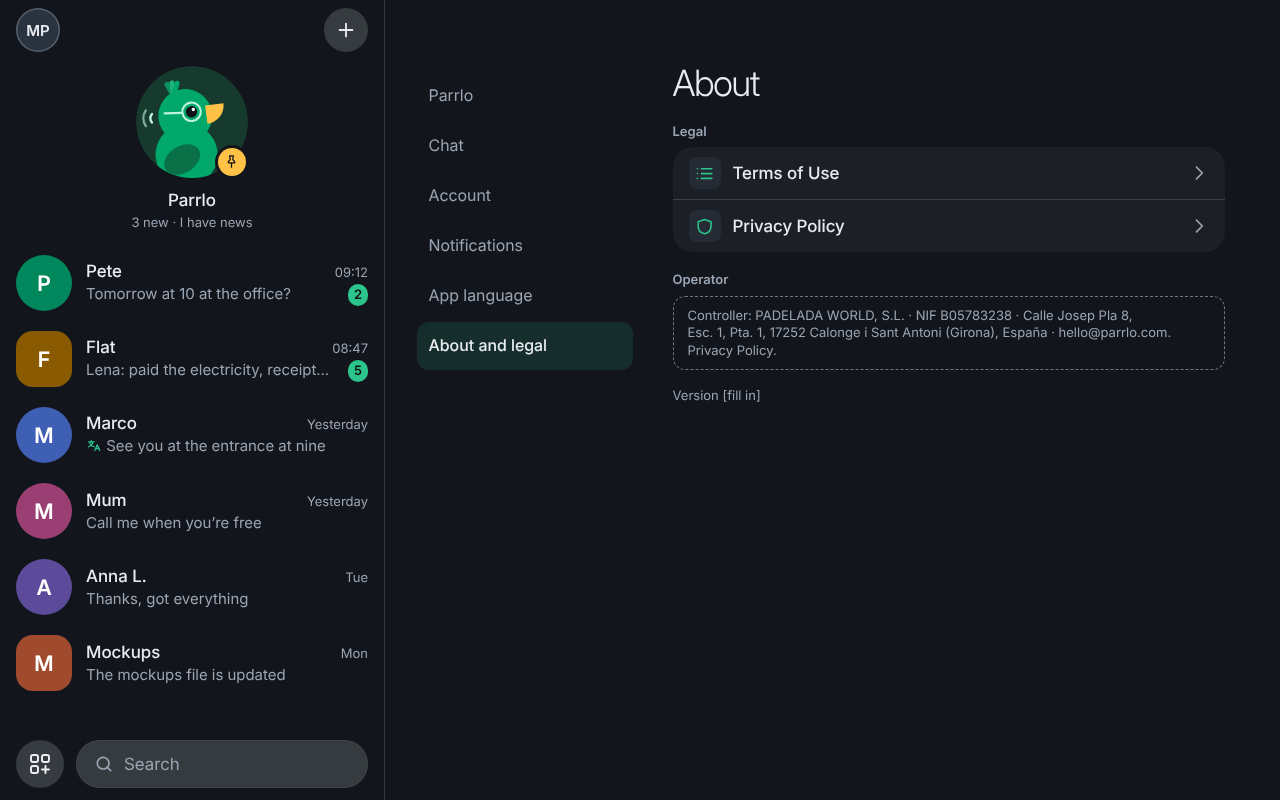 MP
Parrlo
3 new · I have news
P
Pete
09:12
Tomorrow at 10 at the office?
2
F
Flat
08:47
Lena: paid the electricity, receipt...
5
M
Marco
Yesterday
See you at the entrance at nine
M
Mum
Yesterday
Call me when you’re free
A
Anna L.
Tue
Thanks, got everything
M
Mockups
Mon
The mockups file is updated
Search
Parrlo
Chat
Account
Notifications
App language
About and legal
About
Legal
Terms of Use
Privacy Policy
Operator
Controller: PADELADA WORLD, S.L. · NIF B05783238 · Calle Josep Pla 8,
Esc. 1, Pta. 1, 17252 Calonge i Sant Antoni (Girona), España · hello@parrlo.com.
Privacy Policy.
Version [fill in]